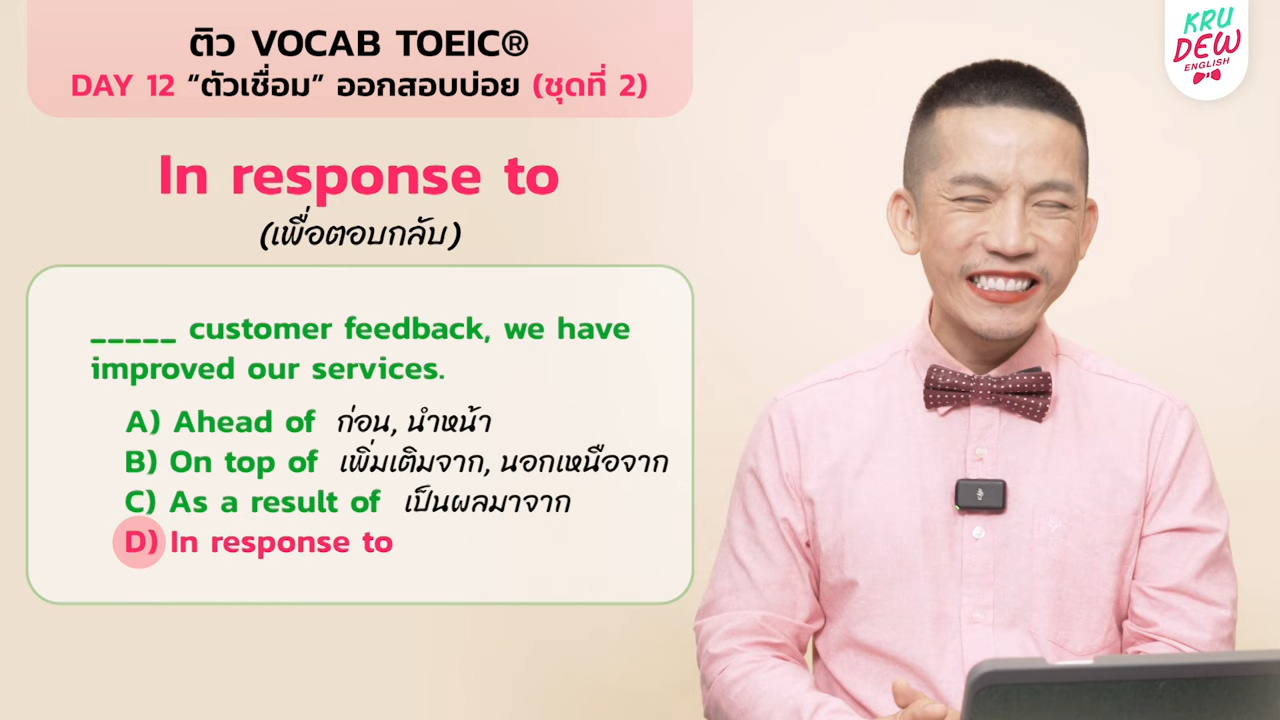 ติว VOCAB TOEIC®
DAY 12 “ตัวเชื่อม” ออกสอบบ่อย (ชุดที่ 2)
KRU
DEW
ENGLISH
In response to
(เพื่อตอบกลับ)
_____ customer feedback, we have
improved our services.
A) Ahead of ก่อน, นำหน้า
B) On top of เพิ่มเติมจาก, นอกเหนือจาก
C) As a result of เป็นผลมาจาก
D) In response to